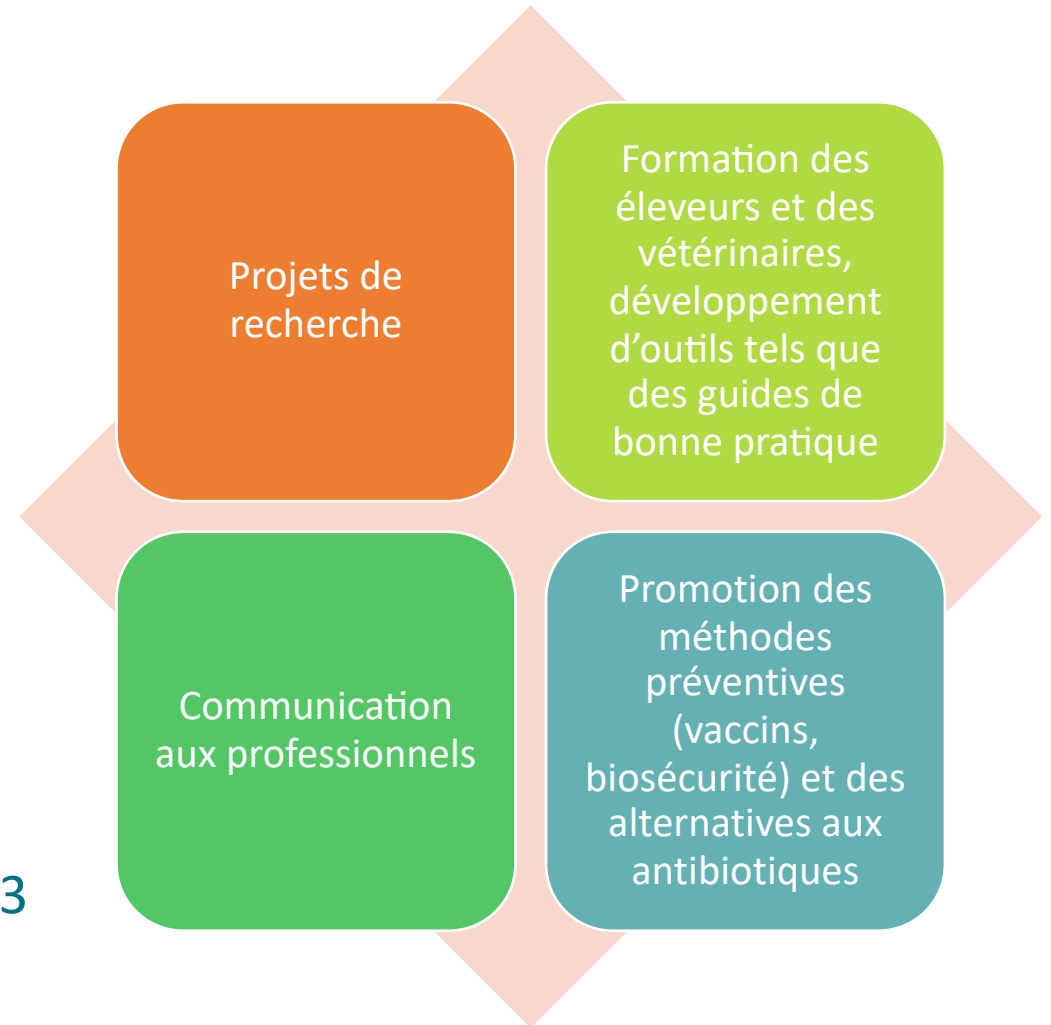 Projets de
recherche
Formation des
éleveurs et des
vétérinaires,
développement
d’outils tels que
des guides de
bonne pratique
Communication
aux professionnels
Promotion des
méthodes
préventives
(vaccins,
biosécurité) et des
alternatives aux
antibiotiques
3